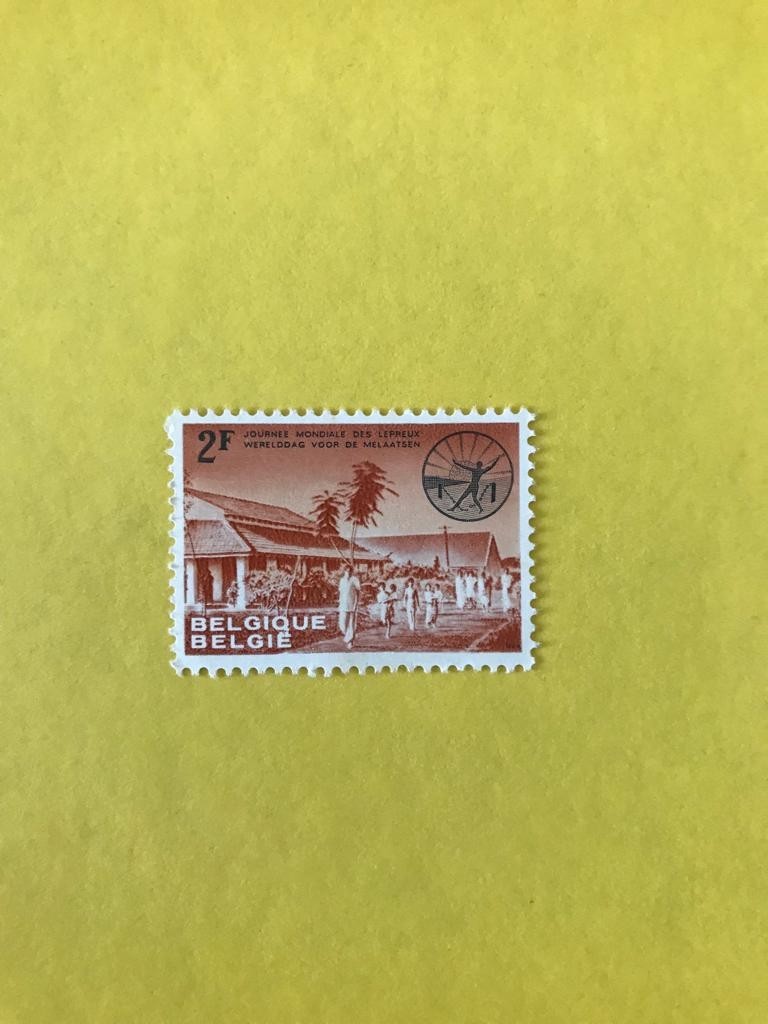 2F
JOURNEE MONDIALE DES LEPREUX
WERELDDAG VOOR DE MELAATSEN
BELGIQUE
BELGIË